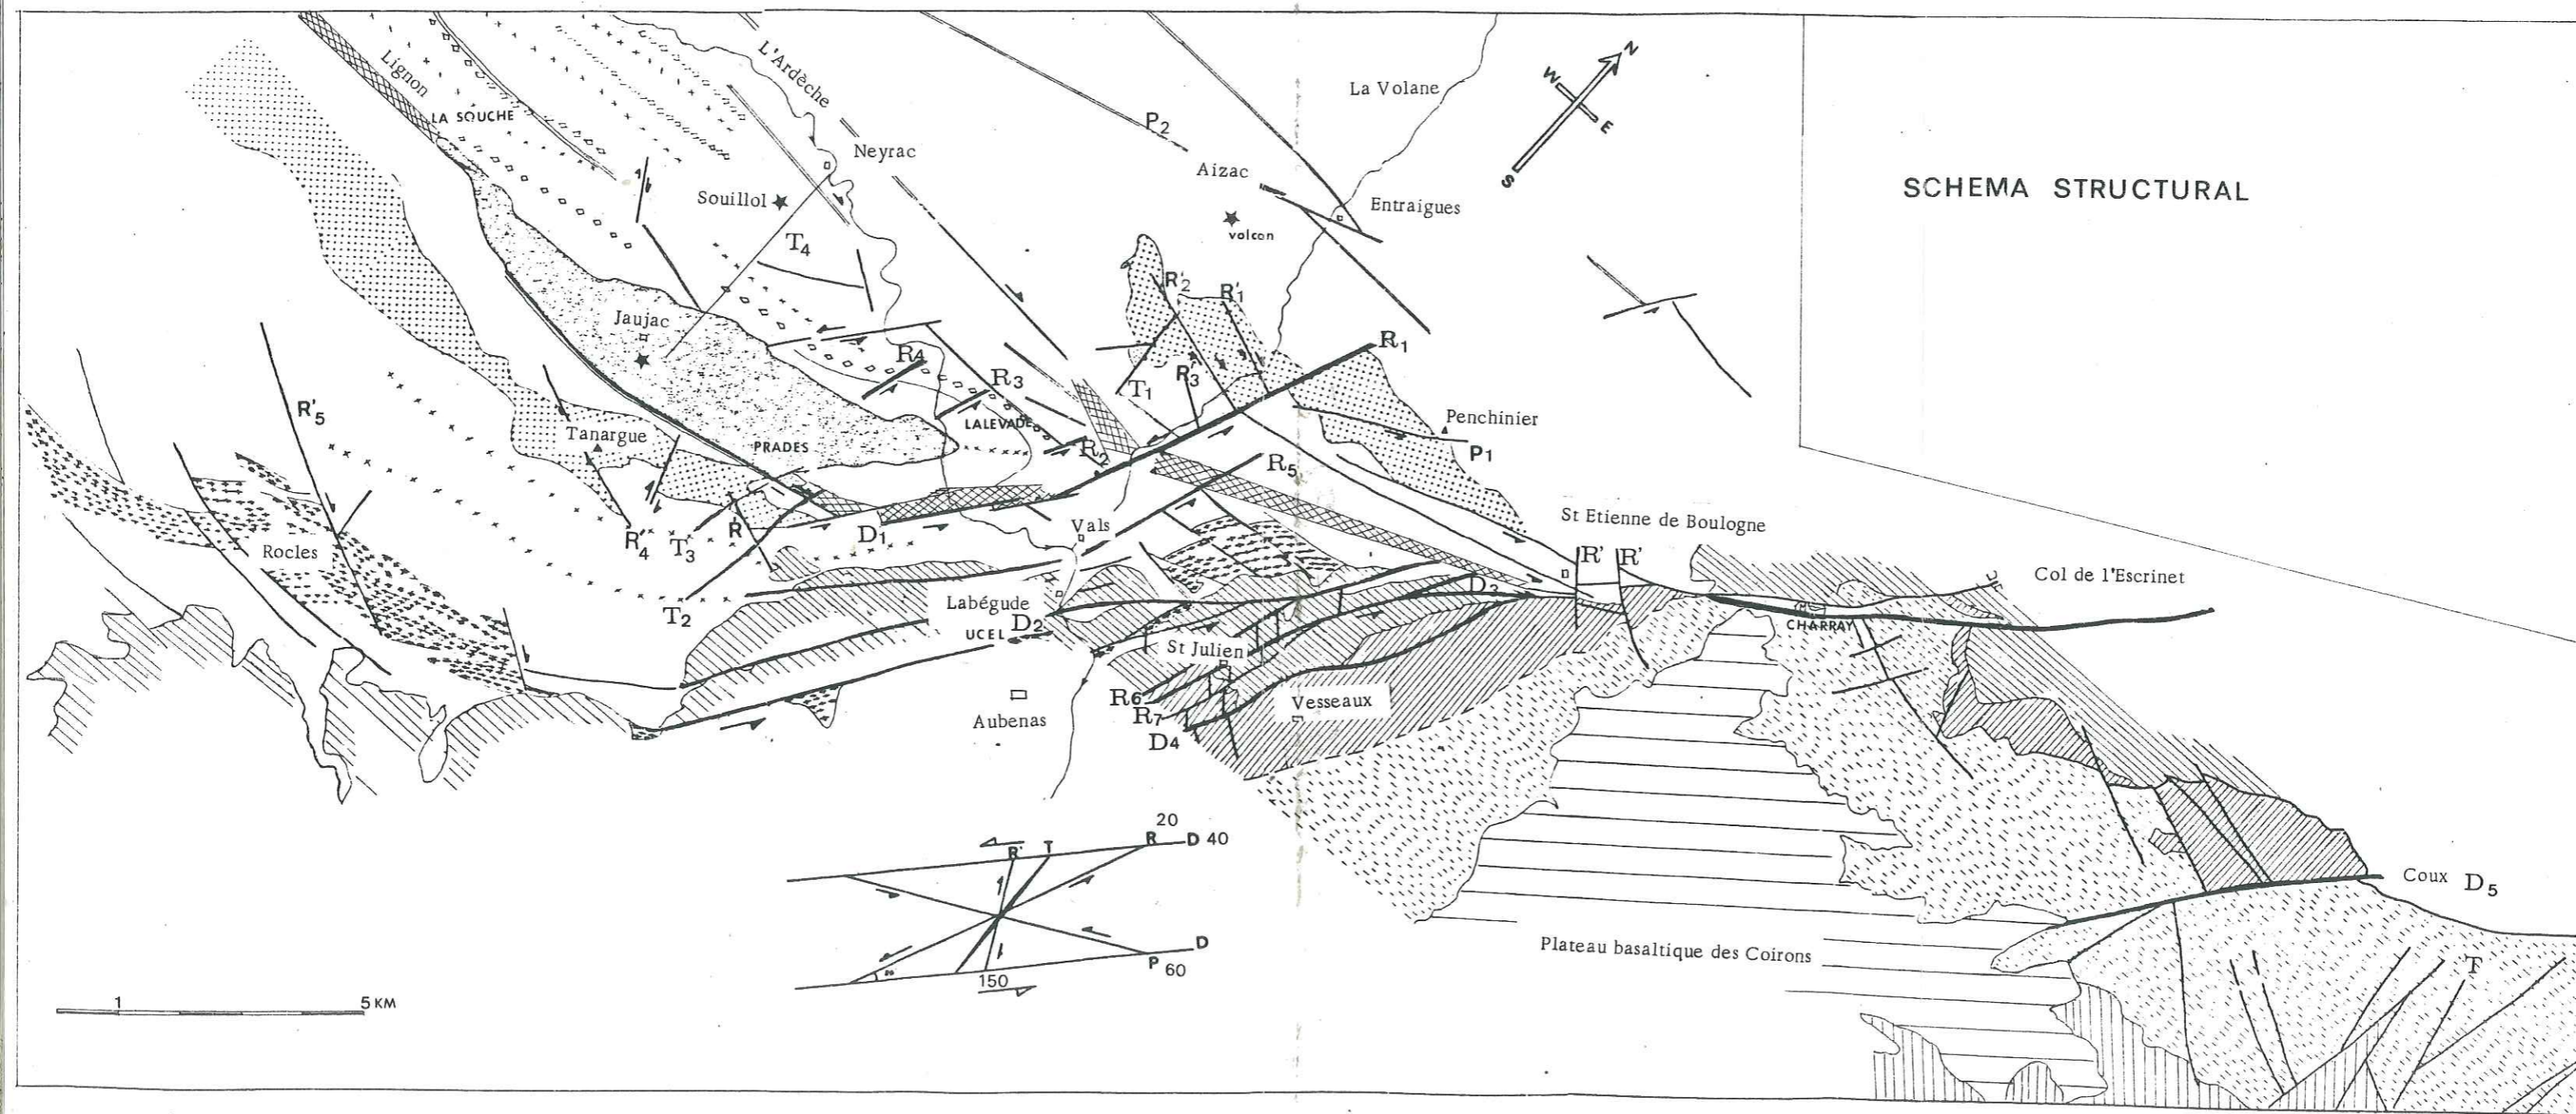 SCHEMA STRUCTURAL
N
W
E
S
L'Ardèche
Lignon
LA SOUCHE
La Volane
P2
Neyrac
Aizac
Souillol
Entraigues
volcan
T4
R'2
R'1
Jaujac
R1
R4
R3
R'3
T1
R'5
LALEVADE
Penchinier
Tanargue
PRADES
R2
P1
R5
St Etienne de Boulogne
Vals
R'4
T3
R
D1
Rocles
R'
R'
Col de l'Escrinet
D3
Labégude
T2
D2
UCEL
CHARRAY
St Julien
R6
Vesseaux
R7
Aubenas
D4
20
R'
T
R
D 40
Coux D5
D
P 60
150
Plateau basaltique des Coirons
T
1
5 KM